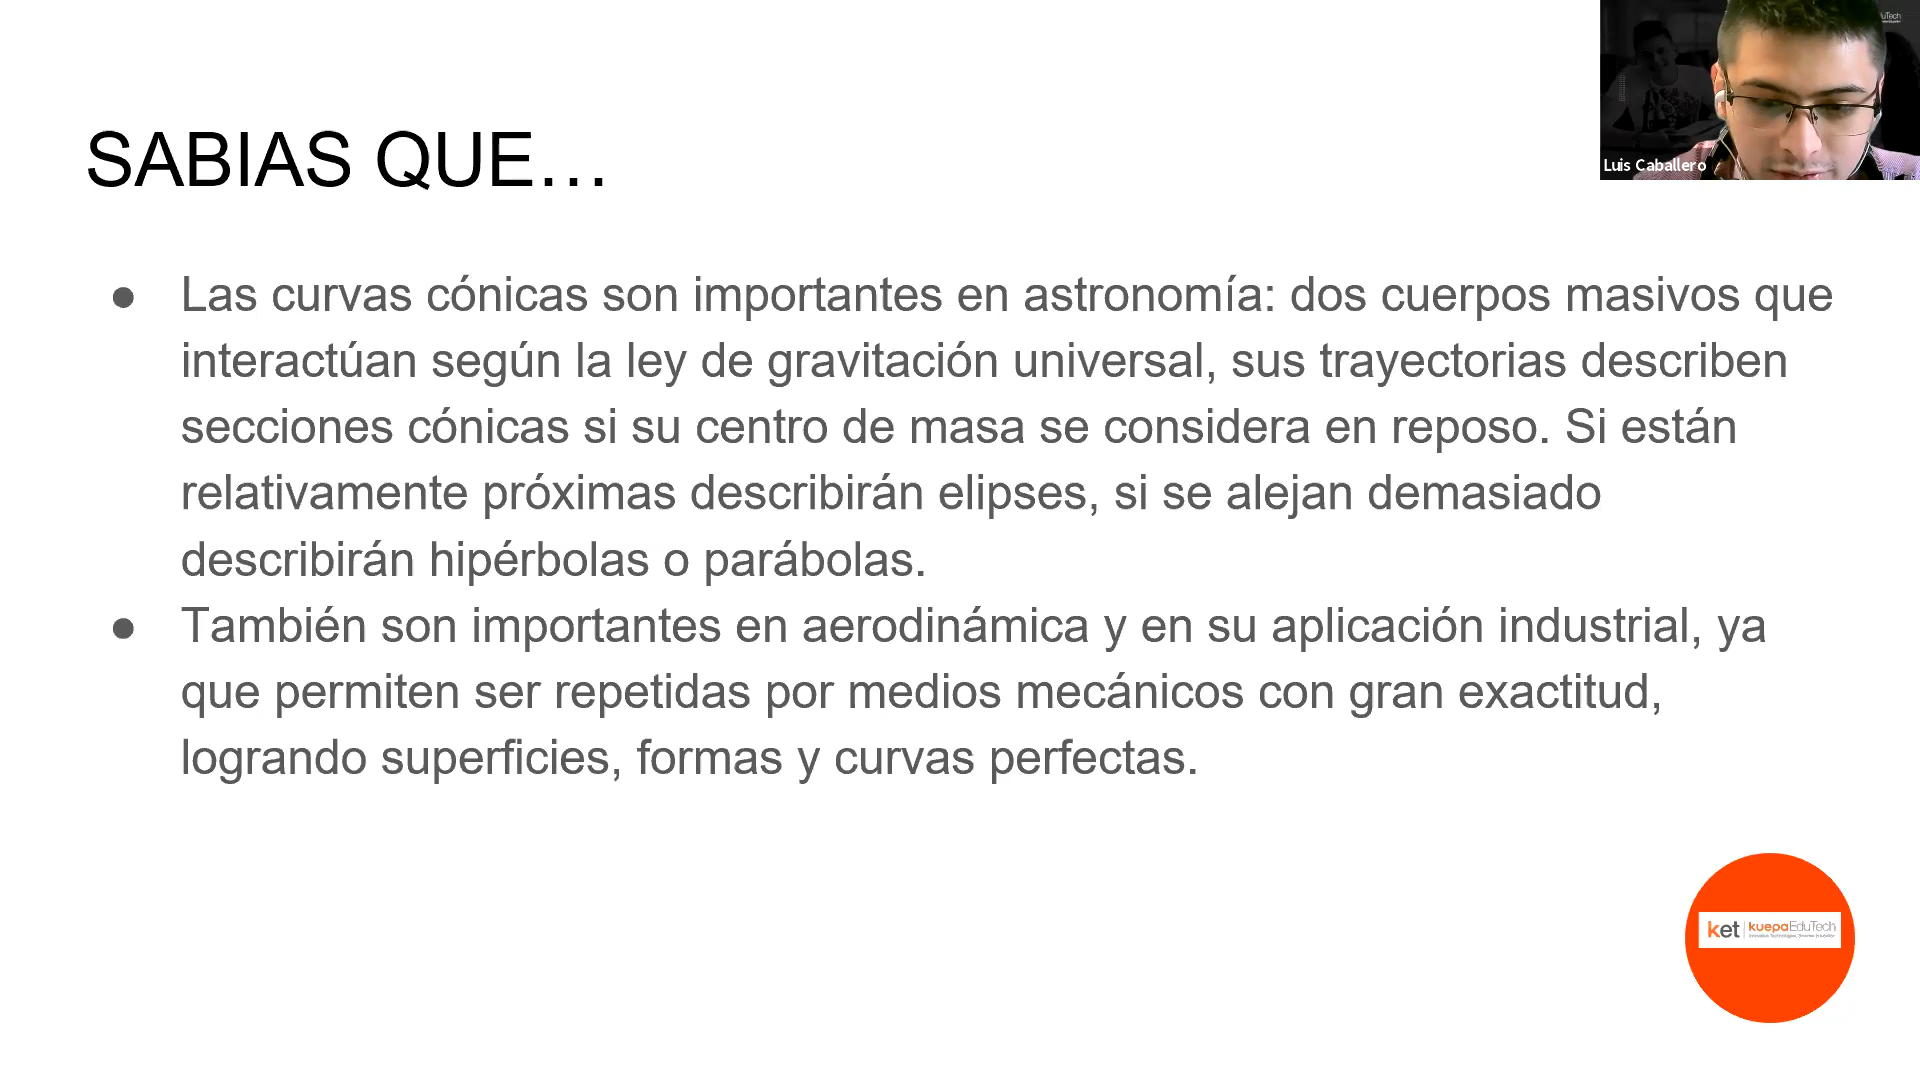 SABIAS QUE…
Luis Caballero
● Las curvas cónicas son importantes en astronomía: dos cuerpos masivos que
interactúan según la ley de gravitación universal, sus trayectorias describen
secciones cónicas si su centro de masa se considera en reposo. Si están
relativamente próximas describirán elipses, si se alejan demasiado
describirán hipérbolas o parábolas.
● También son importantes en aerodinámica y en su aplicación industrial, ya
que permiten ser repetidas por medios mecánicos con gran exactitud,
logrando superficies, formas y curvas perfectas.
ket | kuepaEduTech